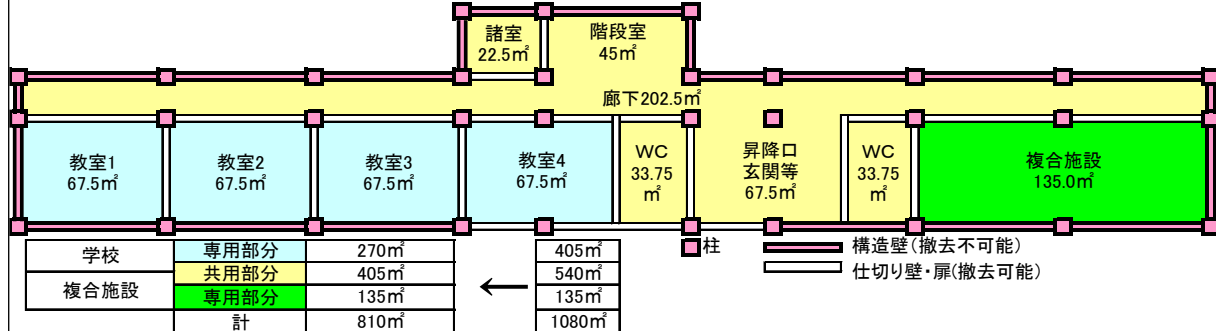 諸室
22.5㎡
階段室
45㎡
廊下202.5㎡
教室1
67.5㎡
教室2
67.5㎡
教室3
67.5㎡
教室4
67.5㎡
WC
33.75
㎡
昇降口
玄関等
67.5㎡
WC
33.75
㎡
複合施設
135.0㎡
学校 専用部分 270㎡ 405㎡
共用部分 405㎡ 540㎡
複合施設 専用部分 135㎡ ← 135㎡
計 810㎡ 1080㎡
柱
構造壁(撤去不可能)
仕切り壁・扉(撤去可能)